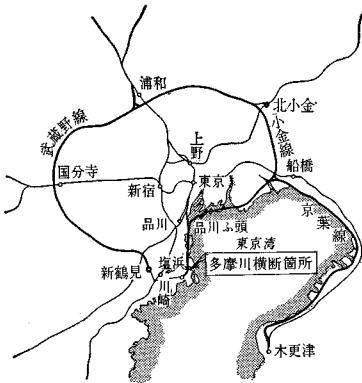 浦和
北小金
武蔵野線
小金線
上野
船橋
国分寺
新宿
東京
品川
品川ふ頭
京葉線
東京湾
新鶴見
塩浜
川崎
多摩川横断箇所
木更津